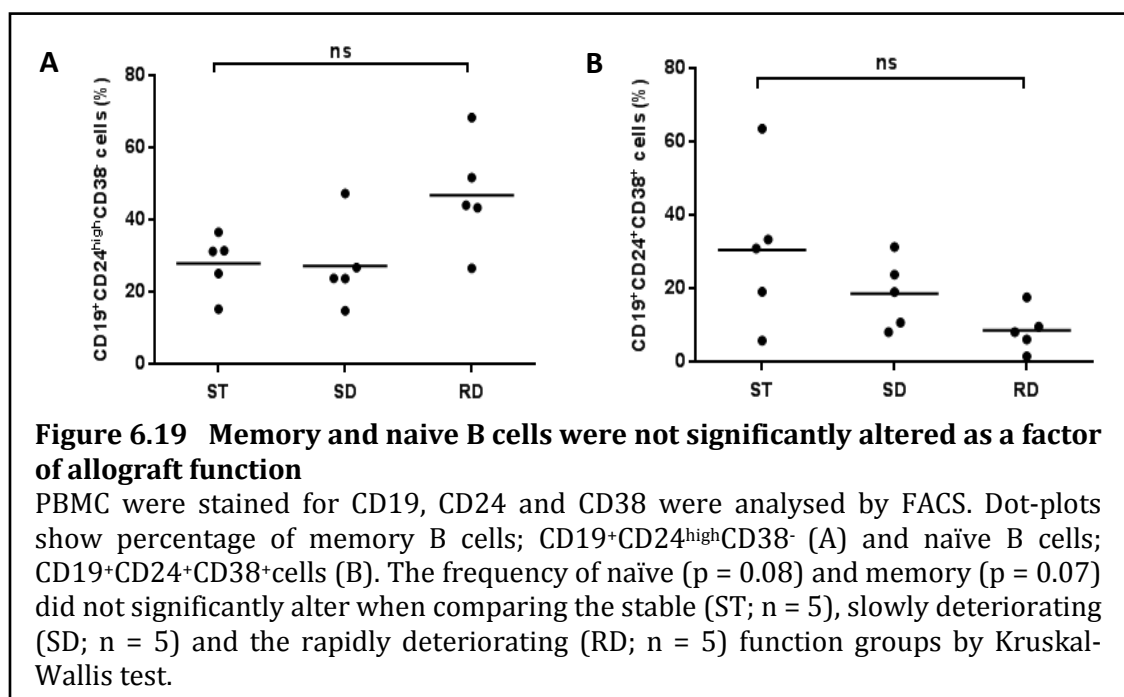 A
ns
CD19+CD24highCD38- cells (%)
80
60
40
20
0
ST SD RD
B
ns
CD19+CD24+CD38+ cells (%)
80
60
40
20
0
ST SD RD
Figure 6.19 Memory and naive B cells were not significantly altered as a factor
of allograft function
PBMC were stained for CD19, CD24 and CD38 were analysed by FACS. Dot-plots
show percentage of memory B cells; CD19+CD24highCD38- (A) and naïve B cells;
CD19+CD24+CD38+cells (B). The frequency of naïve (p = 0.08) and memory (p = 0.07)
did not significantly alter when comparing the stable (ST; n = 5), slowly deteriorating
(SD; n = 5) and the rapidly deteriorating (RD; n = 5) function groups by Kruskal-
Wallis test.